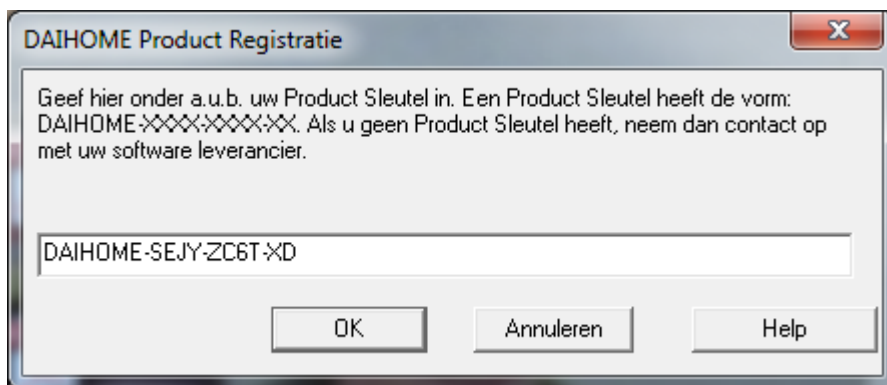 DAIHOME Product Registratie
Geef hier onder a.u.b. uw Product Sleutel in. Een Product Sleutel heeft de vorm:
DAIHOME-XXXX-XXXX-XX. Als u geen Product Sleutel heeft, neem dan contact op
met uw software leverancier.
DAIHOME-SEJY-ZC6T-XD
OK Annuleren Help